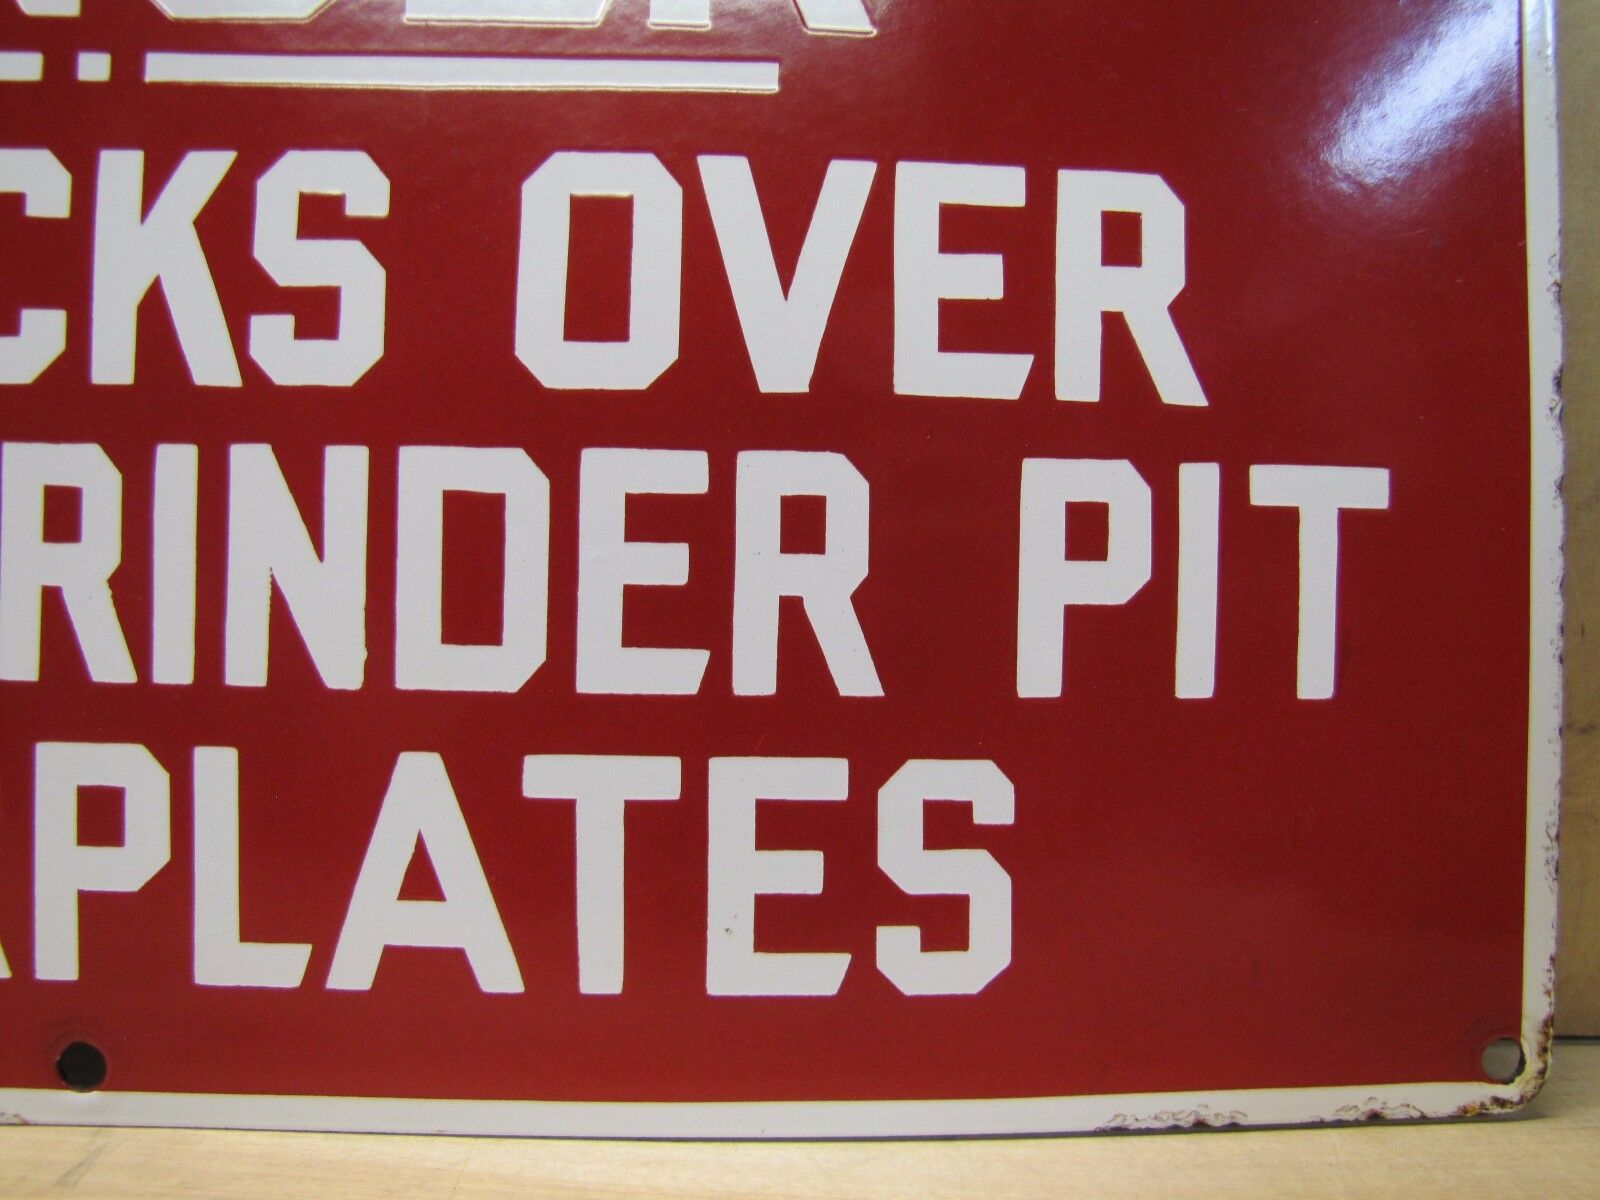 CKS OVER
RINDER PIT
PLATES